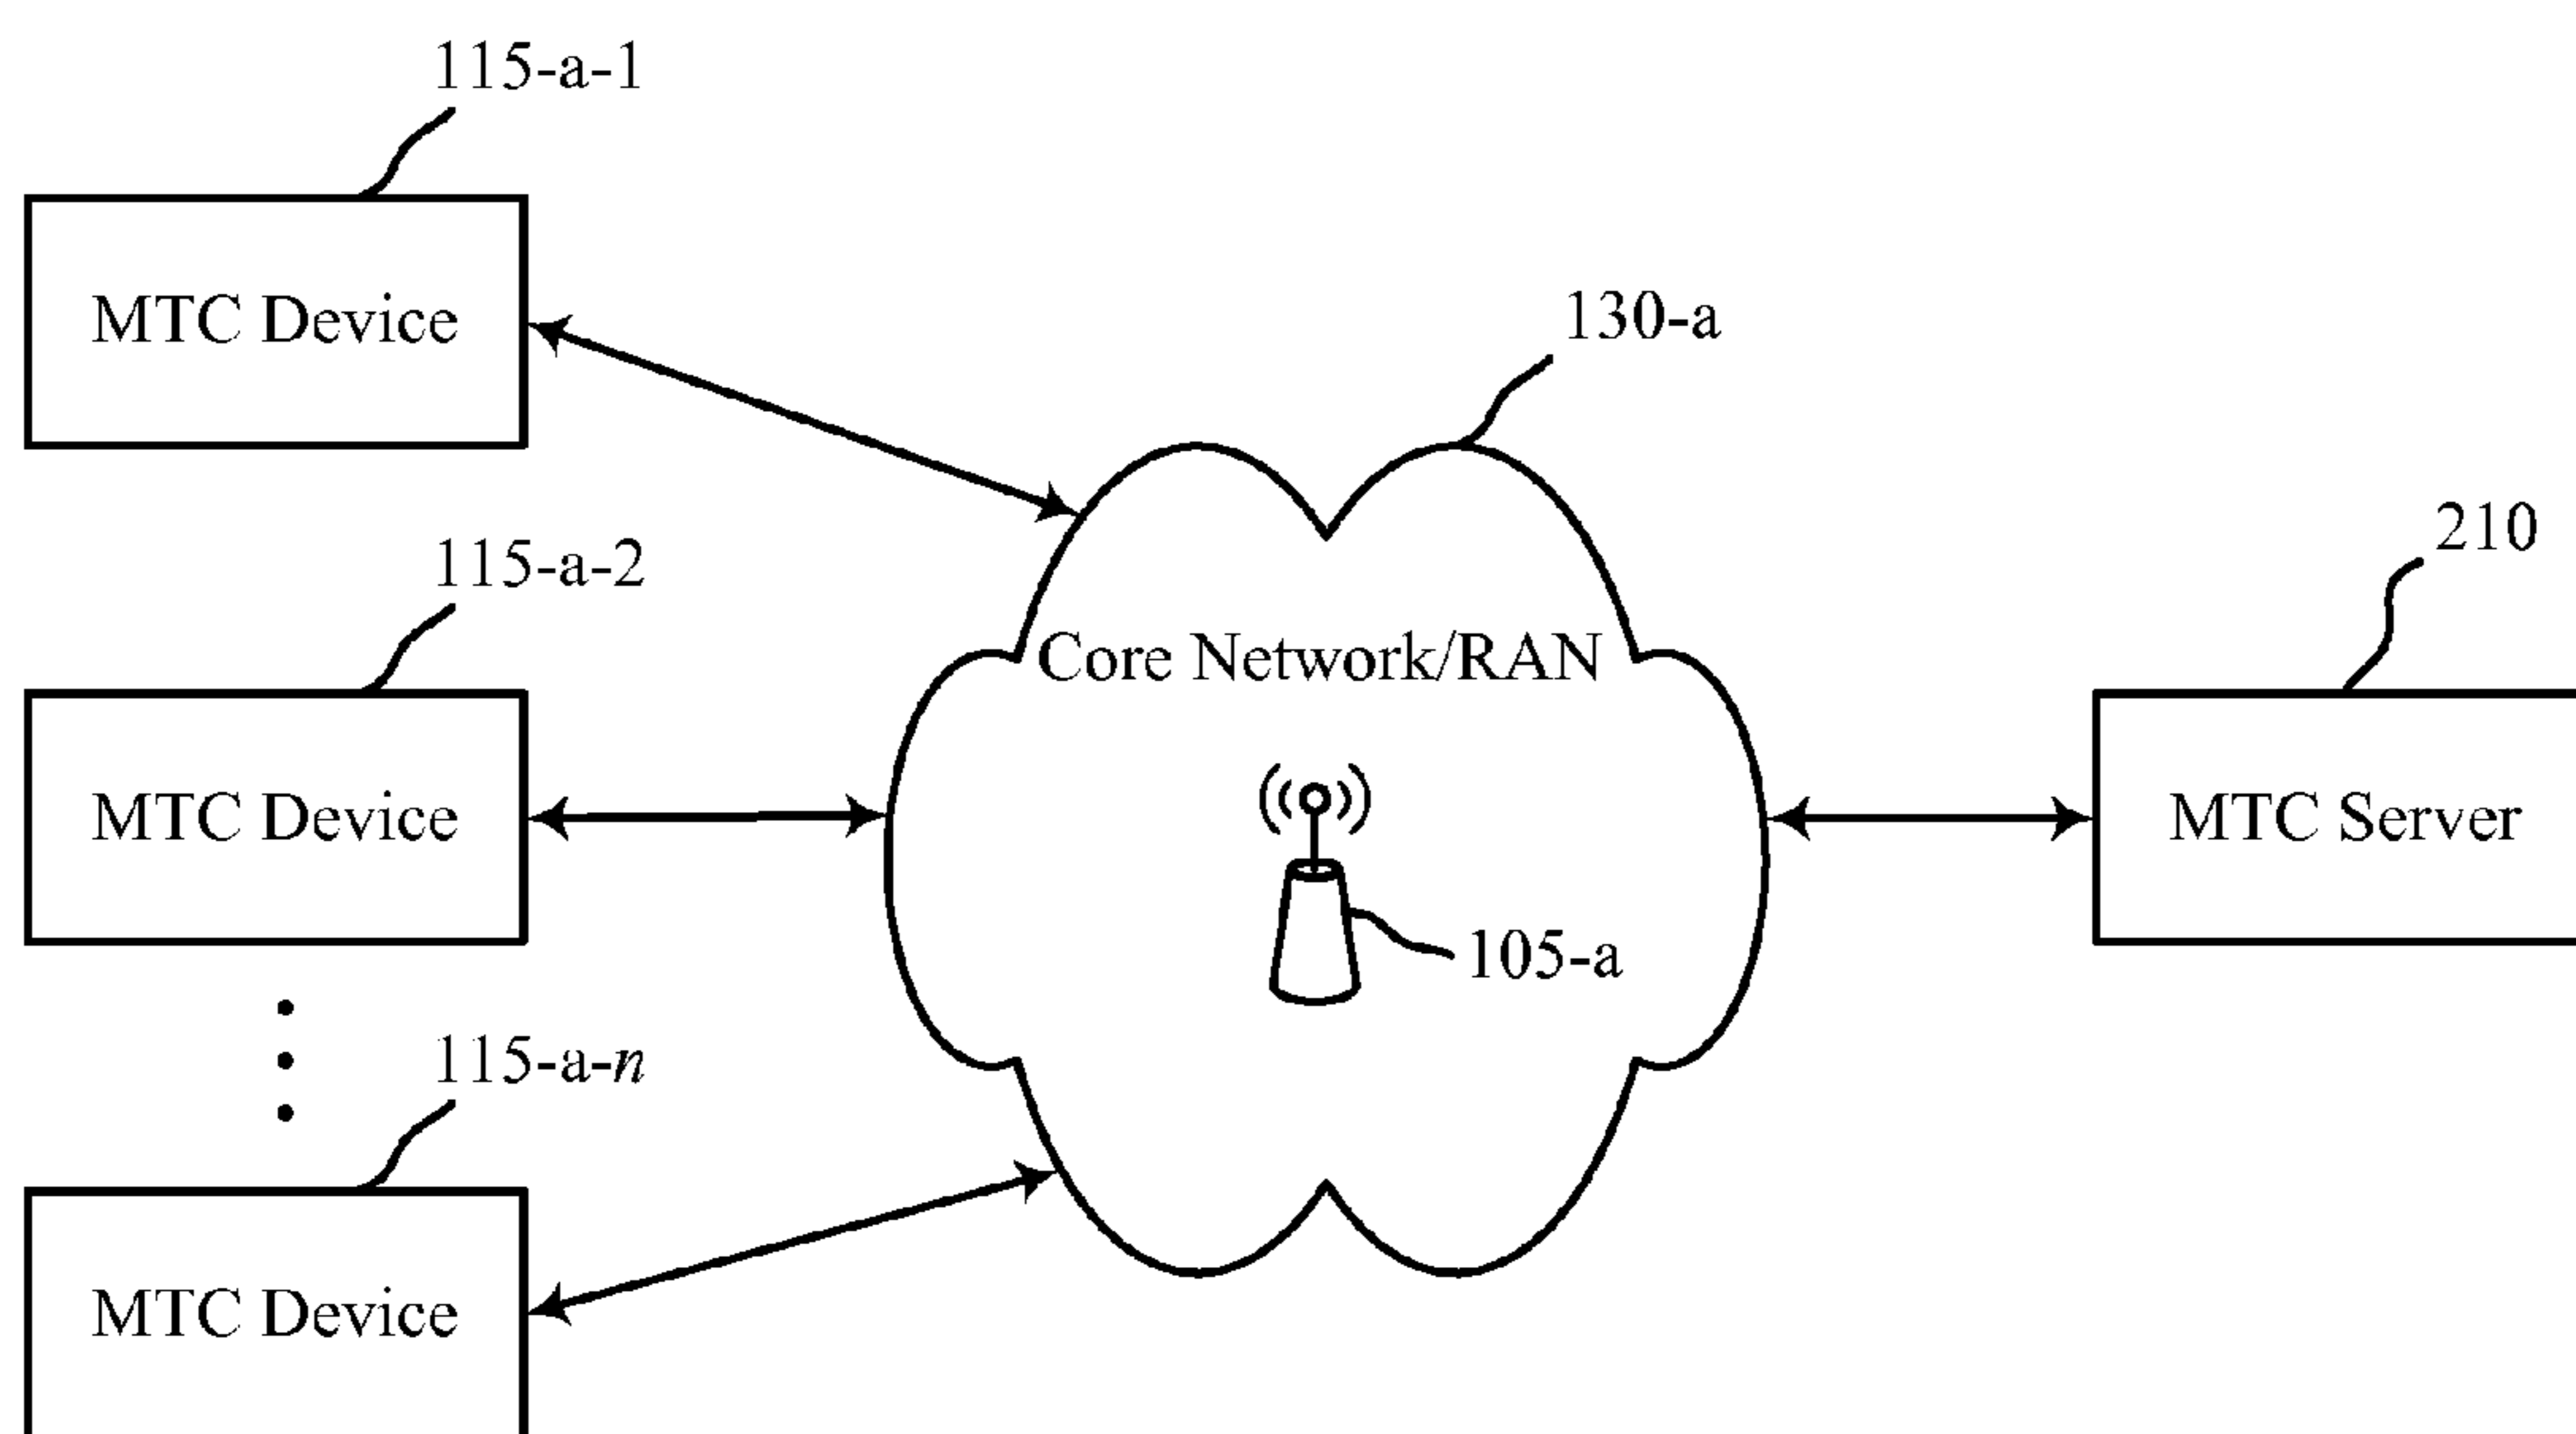 115-a-1
MTC Device
130-a
115-a-2
210
Core Network/RAN
MTC Device
MTC Server
105-a
115-a-n
MTC Device